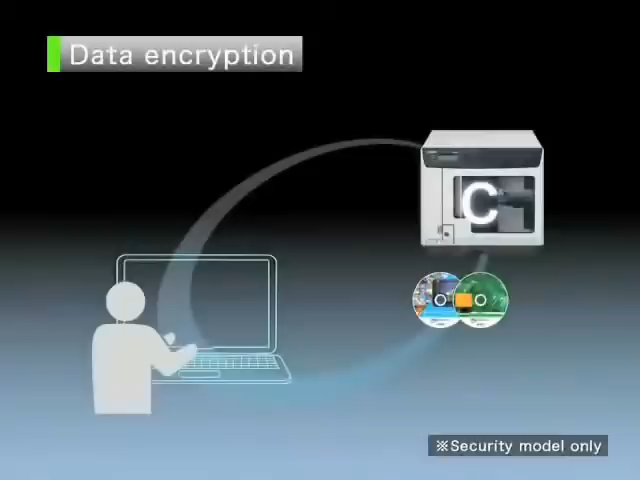 Data encryption
C
※Security model only